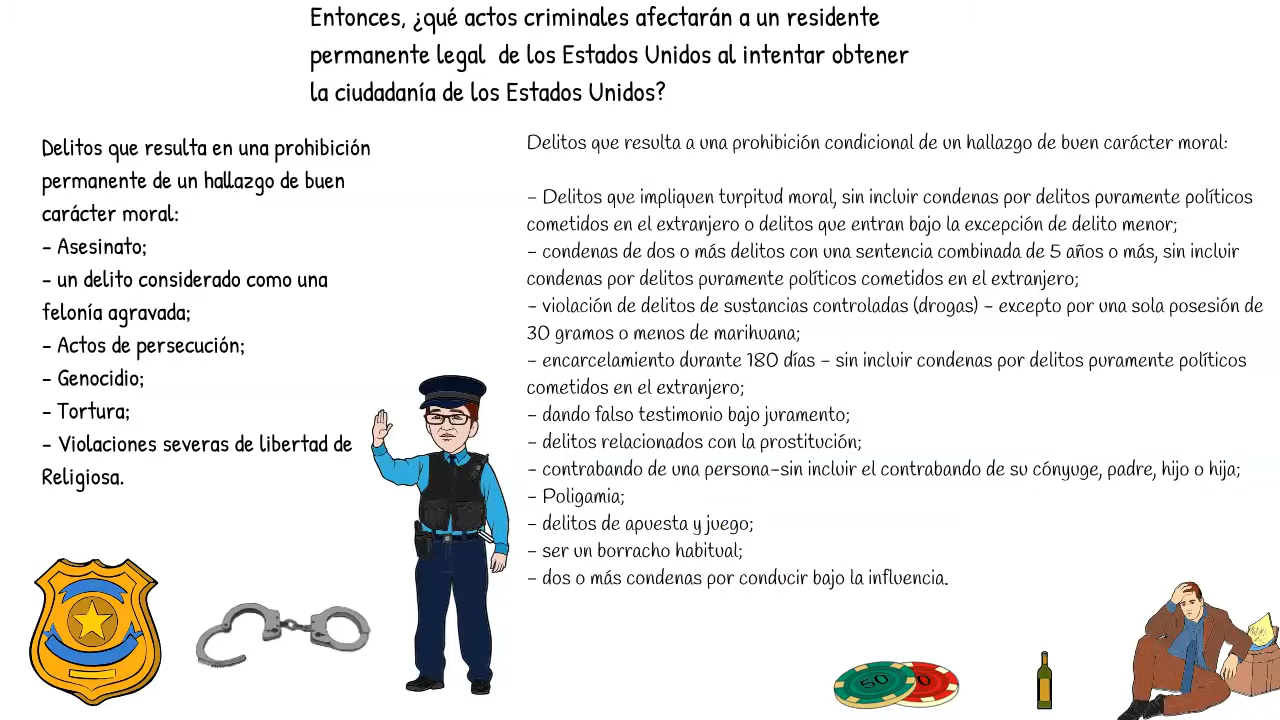 Entonces, ¿qué actos criminales afectarán a un residente
permanente legal de los Estados Unidos al intentar obtener
la ciudadanía de los Estados Unidos?
Delitos que resulta en una prohibición
permanente de un hallazgo de buen
carácter moral:
- Asesinato;
- un delito considerado como una
felonía agravada;
- Actos de persecución;
- Genocidio;
- Tortura;
- Violaciones severas de libertad de
Religiosa.
Delitos que resulta a una prohibición condicional de un hallazgo de buen carácter moral:
- Delitos que impliquen turpitud moral, sin incluir condenas por delitos puramente políticos
cometidos en el extranjero o delitos que entran bajo la excepción de delito menor;
- condenas de dos o más delitos con una sentencia combinada de 5 años o más, sin incluir
condenas por delitos puramente políticos cometidos en el extranjero;
- violación de delitos de sustancias controladas (drogas) - excepto por una sola posesión de
30 gramos o menos de marihuana;
- encarcelamiento durante 180 días - sin incluir condenas por delitos puramente políticos
cometidos en el extranjero;
- dando falso testimonio bajo juramento;
- delitos relacionados con la prostitución;
- contrabando de una persona-sin incluir el contrabando de su cónyuge, padre, hijo o hija;
- Poligamia;
- delitos de apuesta y juego;
- ser un borracho habitual;
- dos o más condenas por conducir bajo la influencia.
50